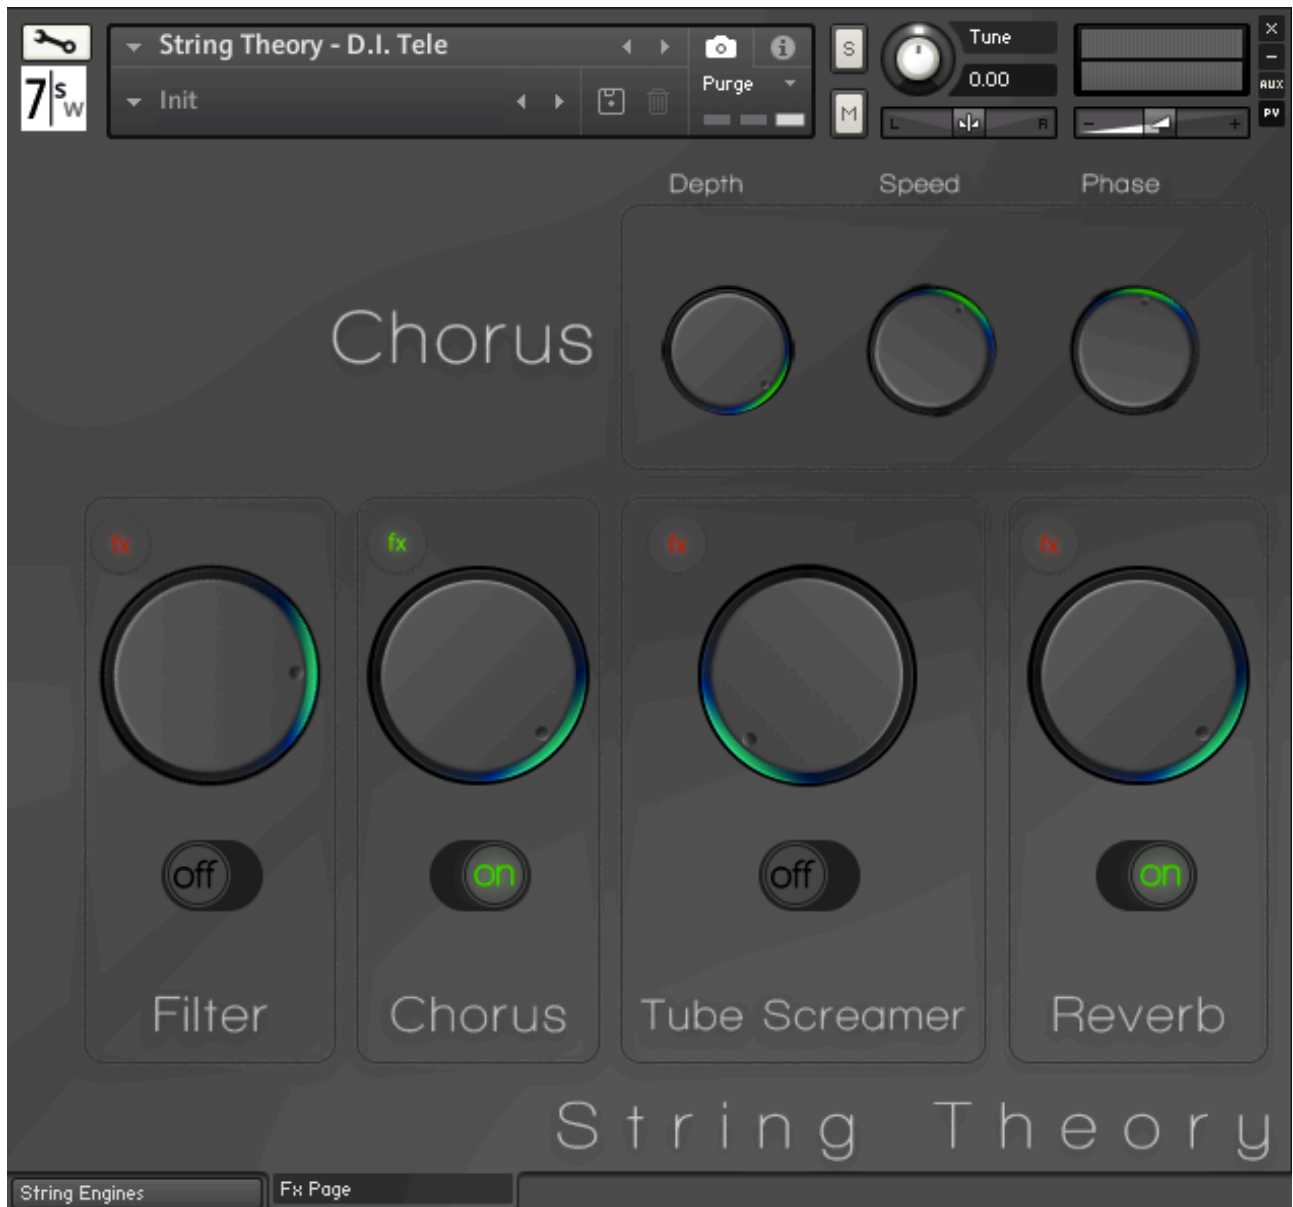 String Theory - D.I. Tele
7|sw
Init
Purge
S
M
Tune
0.00
L R
- +
x
-
AUX
PV
Depth Speed Phase
Chorus
fx fx fx fx
off on off on
Filter Chorus Tube Screamer Reverb
String Theory
String Engines Fx Page